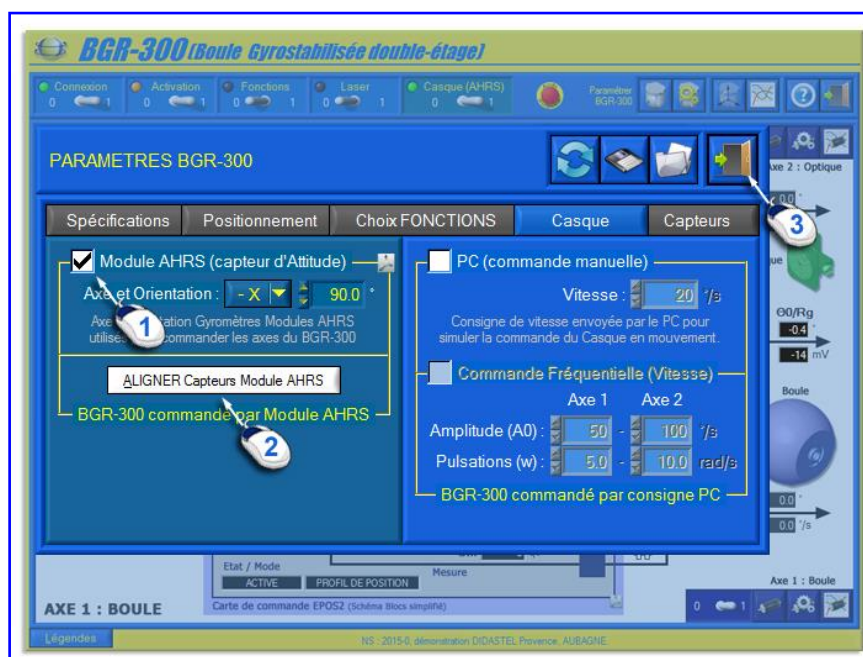 BGR-300 (Boule Gyrostabilisée double-étage)
Connexion Activation Fonctions Laser Casque (AHRS)
0 1 0 1 0 1 0 1 0 1 Paramétrer BGR-300
PARAMETRES BGR-300
Axe 2 : Optique
3
Spécifications Positionnement Choix FONCTIONS Casque Capteurs
Module AHRS (capteur d'Attitude)
Axe et Orientation : - X 90.0 °
1
utilisés commander les axes du BGR-300
ALIGNER Capteurs Module AHRS
2
BGR-300 commandé par Module AHRS
PC (commande manuelle)
Vitesse : 20 °/s
Consigne de vitesse envoyée par le PC pour
simuler la commande du Casque en mouvement.
Commande Fréquentielle (Vitesse)
Axe 1 Axe 2
Amplitude (A0) : 50 - 100 °/s
Pulsations (w) : 5.0 - 10.0 rad/s
BGR-300 commandé par consigne PC
Θ0/Rg
-0.4 °
-14 mV
Boule
0.0 °
0.0 °/s
Etat / Mode
ACTIVE PROFIL DE POSITION
Mesure
Carte de commande EPOS2 (Schéma Blocs simplifié)
AXE 1 : BOULE
Axe 1 : Boule
0 1
Légendes
NS : 2015-0, démonstration DIDASTEL Provence, AUBAGNE